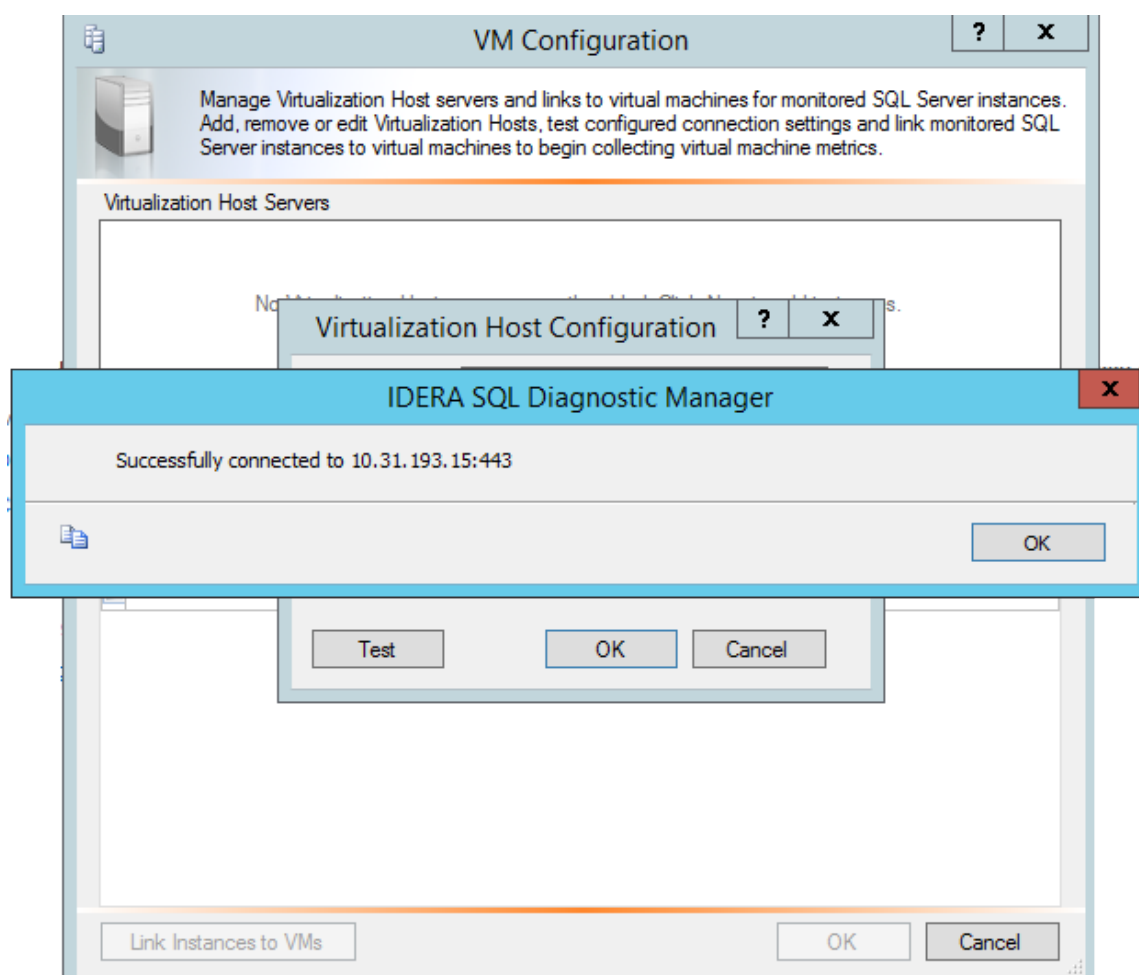 VM Configuration
?
x
Manage Virtualization Host servers and links to virtual machines for monitored SQL Server instances.
Add, remove or edit Virtualization Hosts, test configured connection settings and link monitored SQL
Server instances to virtual machines to begin collecting virtual machine metrics.
Virtualization Host Servers
Virtualization Host Configuration
?
x
IDERA SQL Diagnostic Manager
x
Successfully connected to 10.31.193.15:443
OK
Test
OK
Cancel
Link Instances to VMs
OK
Cancel